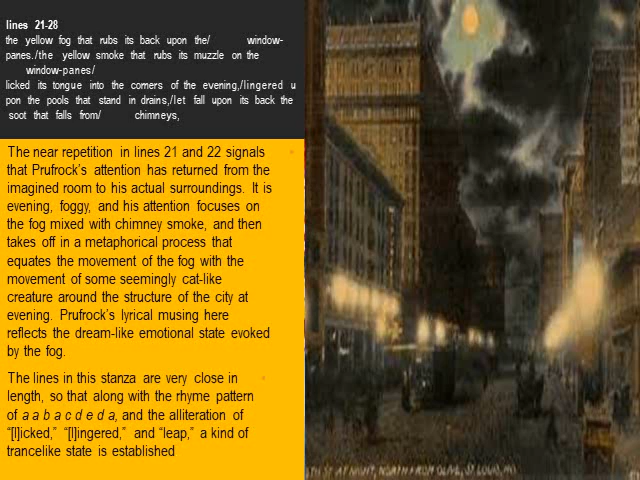 lines 21-28
the yellow fog that rubs its back upon the/ window-
panes./the yellow smoke that rubs its muzzle on the
window-panes/
licked its tongue into the corners of the evening,/lingered u
pon the pools that stand in drains,/let fall upon its back the
soot that falls from/ chimneys,
The near repetition in lines 21 and 22 signals
that Prufrock's attention has returned from the
imagined room to his actual surroundings. It is
evening, foggy, and his attention focuses on
the fog mixed with chimney smoke, and then
takes off in a metaphorical process that
equates the movement of the fog with the
movement of some seemingly cat-like
creature around the structure of the city at
evening. Prufrock's lyrical musing here
reflects the dream-like emotional state evoked
by the fog.
The lines in this stanza are very close in
length, so that along with the rhyme pattern
of a a b a c d e d a, and the alliteration of
“[l]icked,” “[l]ingered,” and “leap,” a kind of
trancelike state is established
TH ST AT NIGHT, NORTH FROM OLIVE, ST LOUIS, MO